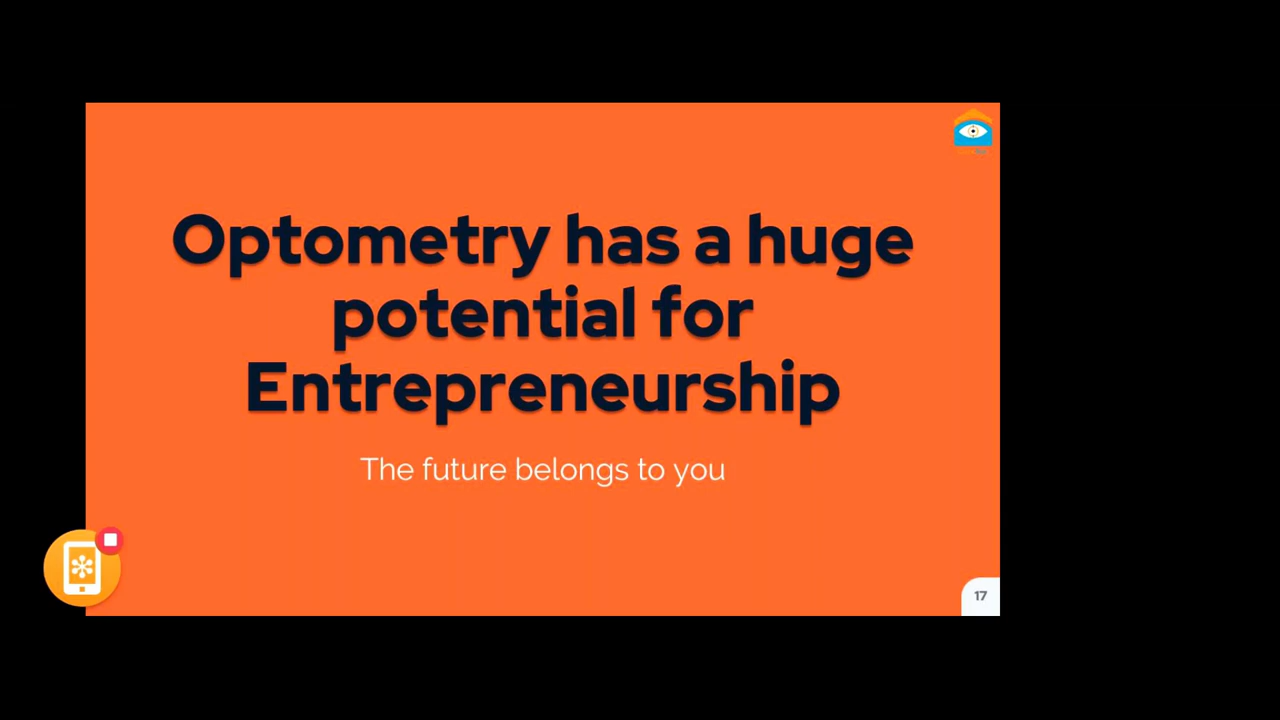 Optometry has a huge
potential for
Entrepreneurship
The future belongs to you
17